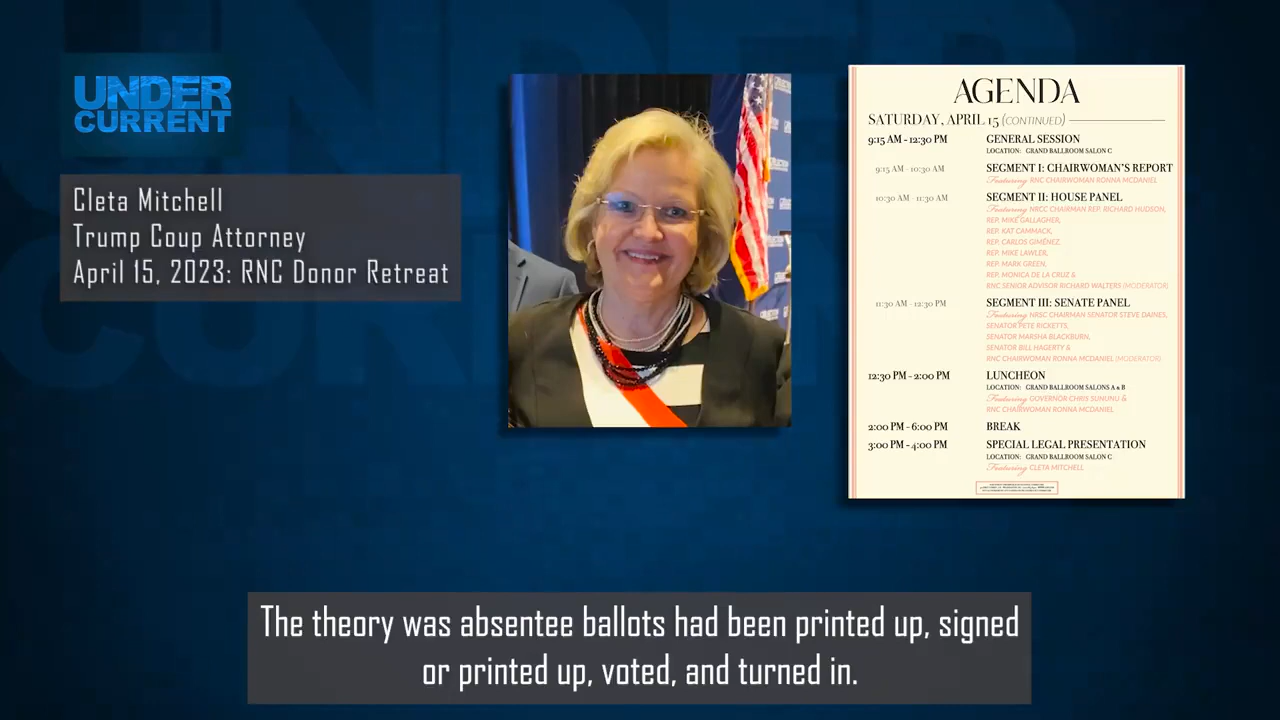 UNDER
CURRENT
Cleta Mitchell
Trump Coup Attorney
April 15, 2023: RNC Donor Retreat
AGENDA
SATURDAY, APRIL 15 (CONTINUED)
9:15 AM - 12:30 PM GENERAL SESSION
LOCATION: GRAND BALLROOM SALON C
9:15 AM - 10:30 AM SEGMENT I: CHAIRWOMAN'S REPORT
Featuring RNC CHAIRWOMAN RONNA MCDANIEL
10:30 AM - 11:30 AM SEGMENT II: HOUSE PANEL
Featuring NRCC CHAIRMAN REP. RICHARD HUDSON,
REP. MIKE GALLAGHER,
REP. KAT CAMMACK,
REP. CARLOS GIMÉNEZ,
REP. MIKE LAWLER,
REP. MARK GREEN,
REP. MONICA DE LA CRUZ &
RNC SENIOR ADVISOR RICHARD WALTERS (MODERATOR)
11:30 AM - 12:30 PM SEGMENT III: SENATE PANEL
Featuring NRSC CHAIRMAN SENATOR STEVE DAINES,
SENATOR PETE RICKETTS,
SENATOR MARSHA BLACKBURN,
SENATOR BILL HAGERTY &
RNC CHAIRWOMAN RONNA MCDANIEL (MODERATOR)
12:30 PM - 2:00 PM LUNCHEON
LOCATION: GRAND BALLROOM SALONS A & B
Featuring GOVERNOR CHRIS SUNUNU &
RNC CHAIRWOMAN RONNA MCDANIEL
2:00 PM - 6:00 PM BREAK
3:00 PM - 4:00 PM SPECIAL LEGAL PRESENTATION
LOCATION: GRAND BALLROOM SALON C
Featuring CLETA MITCHELL
The theory was absentee ballots had been printed up, signed
or printed up, voted, and turned in.